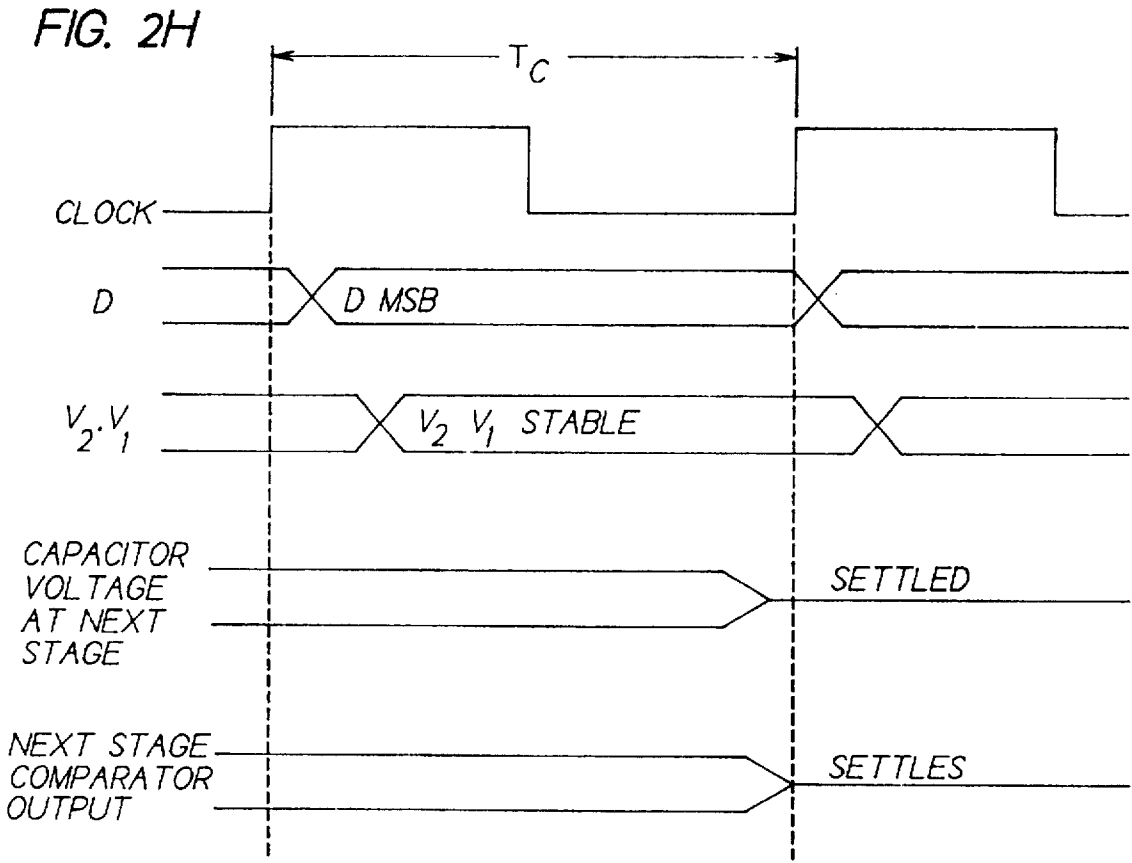 FIG. 2H
T_C
CLOCK
D
D MSB
V_2.V_1
V_2 V_1 STABLE
CAPACITOR
VOLTAGE
AT NEXT
STAGE
SETTLED
NEXT STAGE
COMPARATOR
OUTPUT
SETTLES